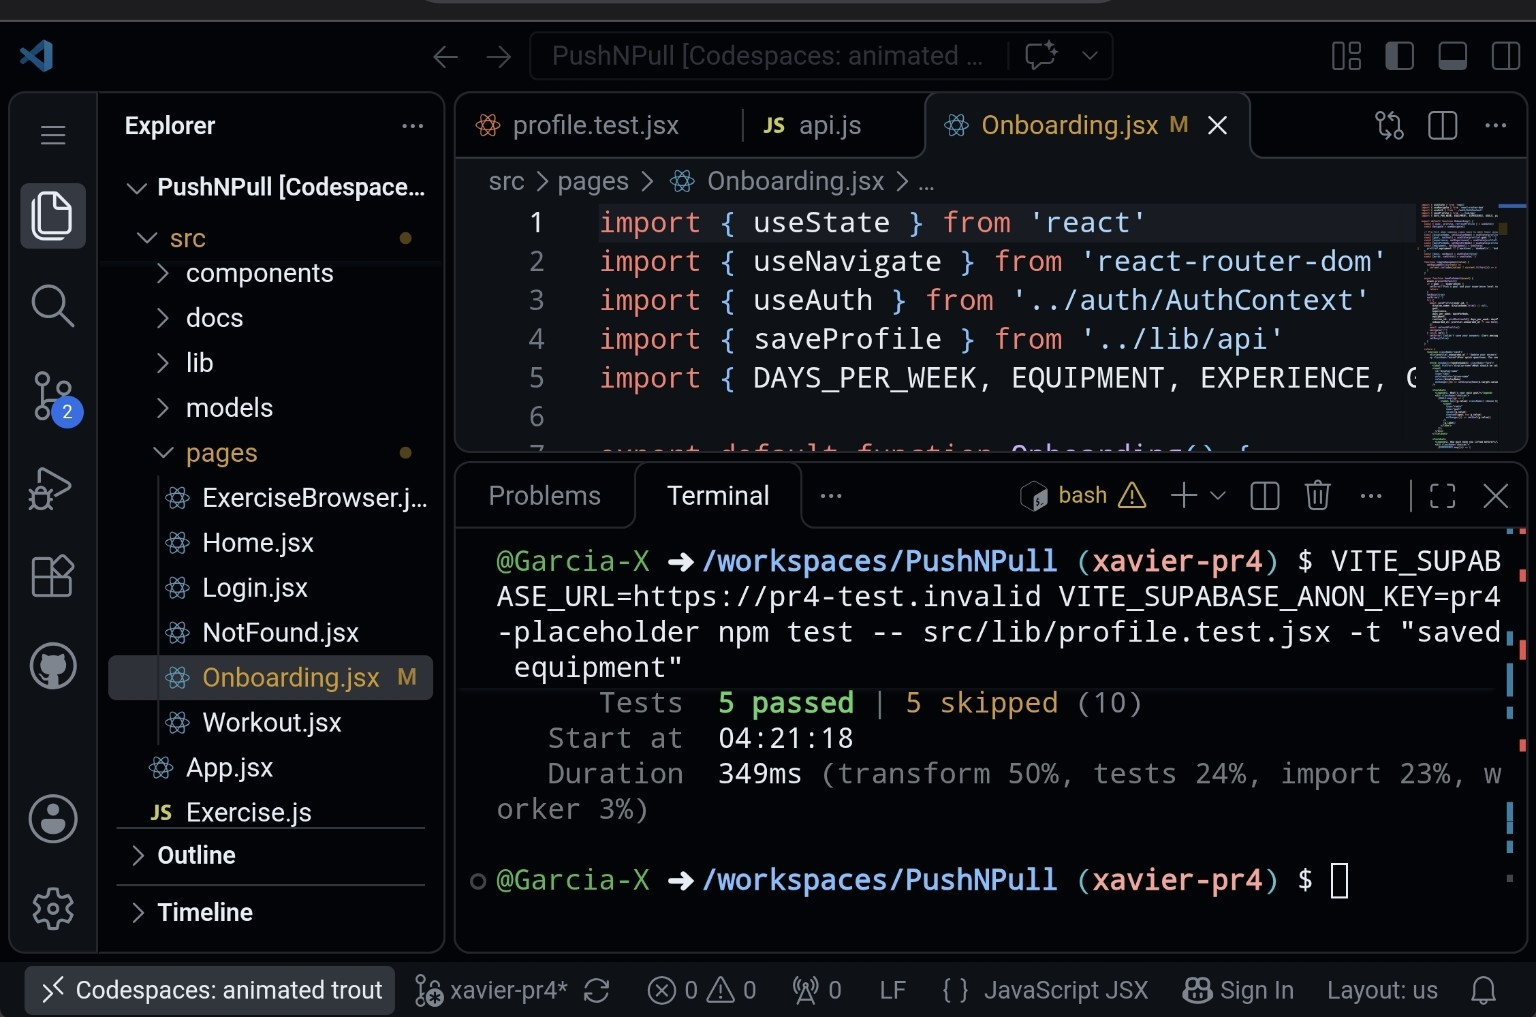 PushNPull [Codespaces: animated ...
Explorer
PushNPull [Codespace...
src
components
docs
lib
models
pages
ExerciseBrowser.j...
Home.jsx
Login.jsx
NotFound.jsx
Onboarding.jsx M
Workout.jsx
App.jsx
JS Exercise.js
Outline
Timeline
2
profile.test.jsx
JS api.js
Onboarding.jsx M
src > pages > Onboarding.jsx > ...
1 import { useState } from 'react'
2 import { useNavigate } from 'react-router-dom'
3 import { useAuth } from '../auth/AuthContext'
4 import { saveProfile } from '../lib/api'
5 import { DAYS_PER_WEEK, EQUIPMENT, EXPERIENCE, G
6
7 export default function Onboarding() {
Problems
Terminal
bash
@Garcia-X ➜ /workspaces/PushNPull (xavier-pr4) $ VITE_SUPAB
ASE_URL=https://pr4-test.invalid VITE_SUPABASE_ANON_KEY=pr4
-placeholder npm test -- src/lib/profile.test.jsx -t "saved
equipment"
Tests 5 passed | 5 skipped (10)
Start at 04:21:18
Duration 349ms (transform 50%, tests 24%, import 23%, w
orker 3%)
@Garcia-X ➜ /workspaces/PushNPull (xavier-pr4) $
Codespaces: animated trout
xavier-pr4*
0
0
0
LF
{ } JavaScript JSX
Sign In
Layout: us